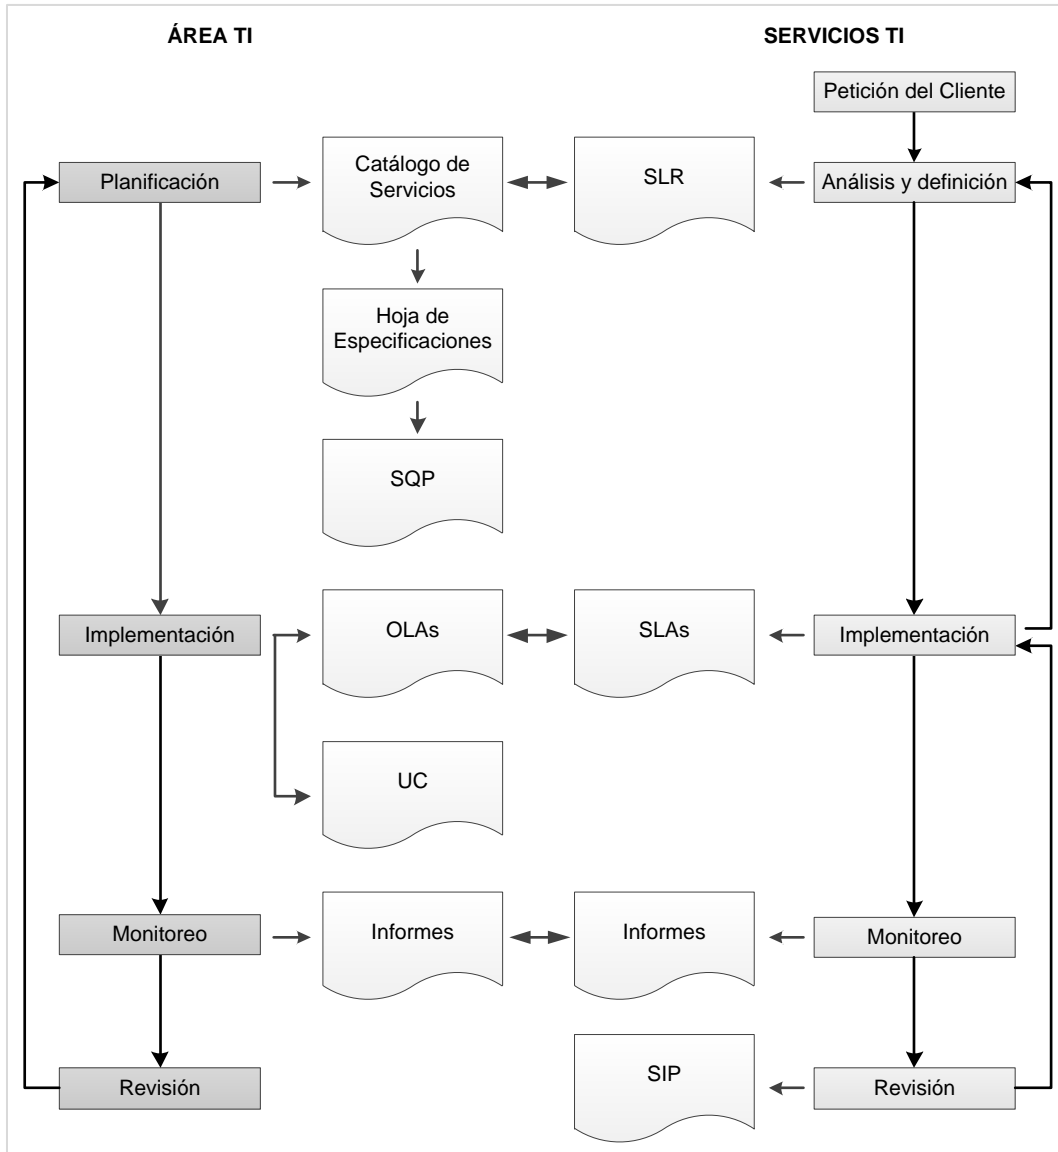 ÁREA TI
SERVICIOS TI
Petición del Cliente
Planificación
Catálogo de
Servicios
SLR
Análisis y definición
Hoja de
Especificaciones
SQP
Implementación
OLAs
SLAs
Implementación
UC
Monitoreo
Informes
Informes
Monitoreo
Revisión
SIP
Revisión